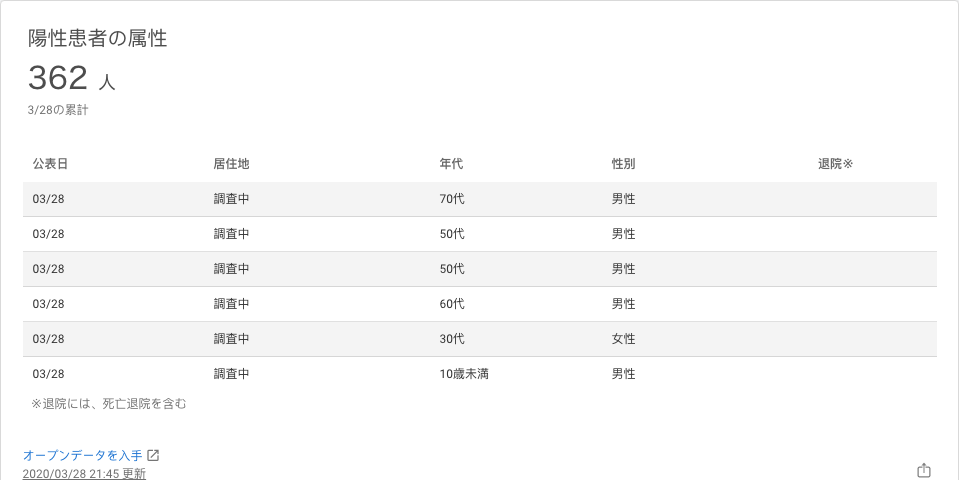 陽性患者の属性
362 人
3/28の累計
公表日 居住地 年代 性別 退院※
03/28 調査中 70代 男性
03/28 調査中 50代 男性
03/28 調査中 50代 男性
03/28 調査中 60代 男性
03/28 調査中 30代 女性
03/28 調査中 10歳未満 男性
※退院には、死亡退院を含む
オープンデータを入手
2020/03/28 21:45 更新